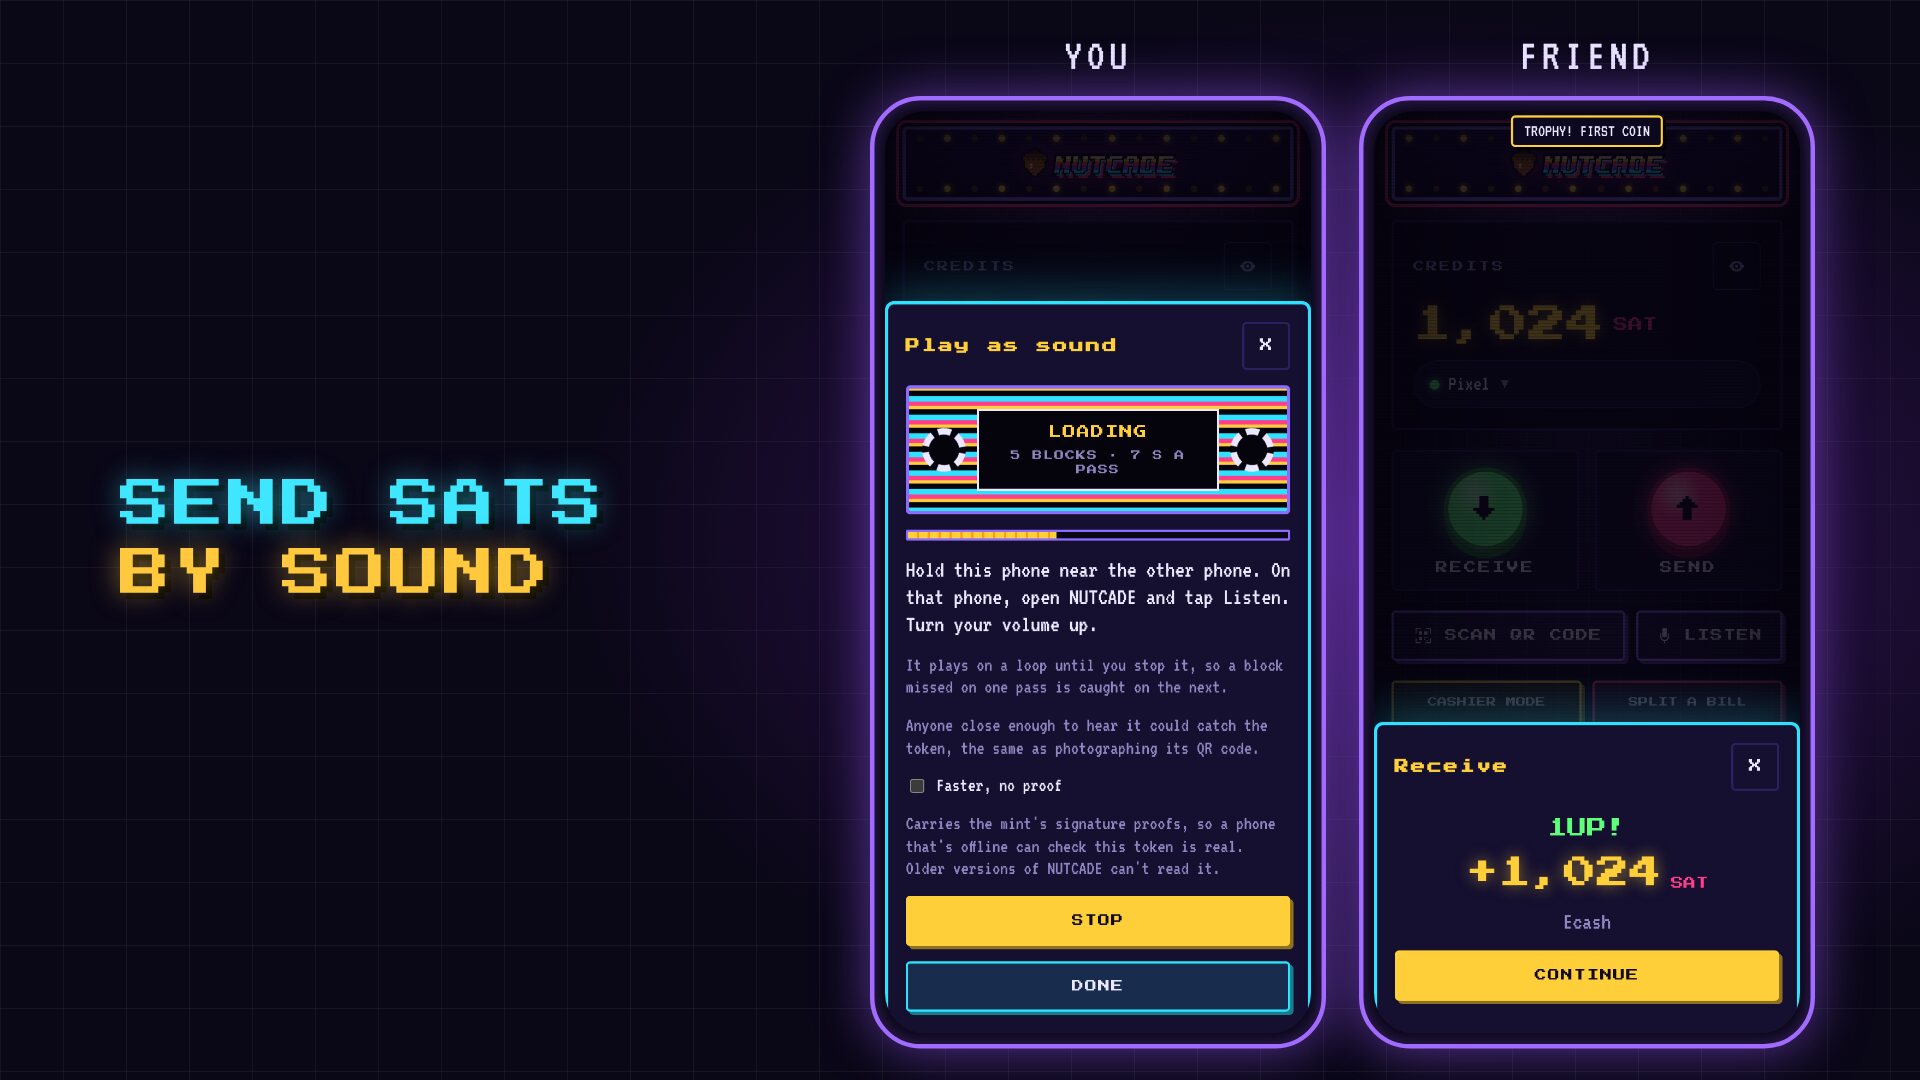 SEND SATS
BY SOUND
YOU
NUTCADE
CREDITS
Play as sound
X
LOADING
5 BLOCKS · 7 S A
PASS
Hold this phone near the other phone. On
that phone, open NUTCADE and tap Listen.
Turn your volume up.
It plays on a loop until you stop it, so a block
missed on one pass is caught on the next.
Anyone close enough to hear it could catch the
token, the same as photographing its QR code.
Faster, no proof
Carries the mint's signature proofs, so a phone
that's offline can check this token is real.
Older versions of NUTCADE can't read it.
STOP
DONE
FRIEND
TROPHY! FIRST COIN
NUTCADE
CREDITS
1,024 SAT
Pixel
RECEIVE
SEND
SCAN QR CODE
LISTEN
CASHIER MODE
SPLIT A BILL
Receive
X
1UP!
+1,024 SAT
Ecash
CONTINUE